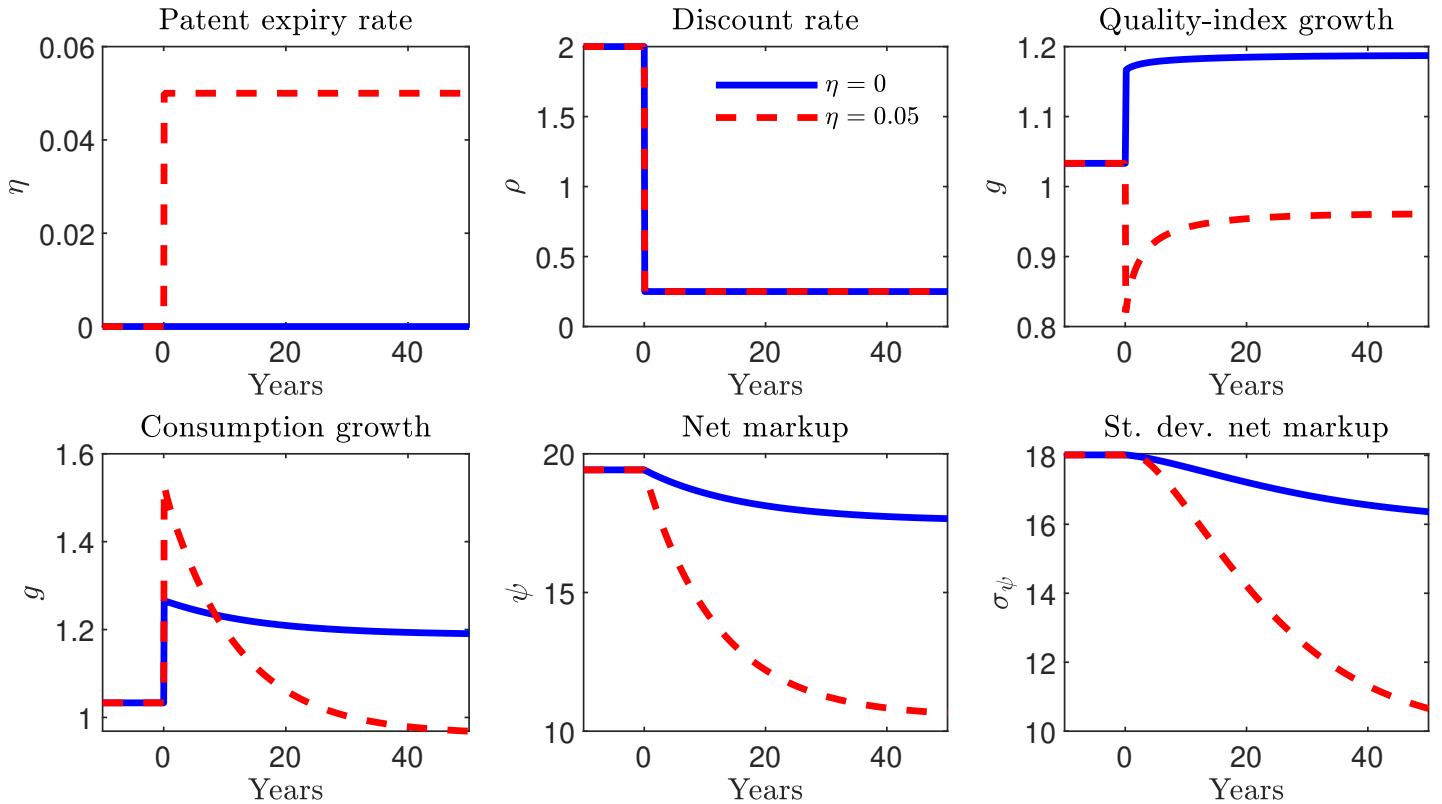 Patent expiry rate
0.06
0.04
0.02
0
η
0
20
40
Years
Discount rate
2
1.5
1
0.5
0
ρ
η = 0
η = 0.05
0
20
40
Years
Quality-index growth
1.2
1.1
1
0.9
0.8
g
0
20
40
Years
Consumption growth
1.6
1.4
1.2
1
g
0
20
40
Years
Net markup
20
15
10
ψ
0
20
40
Years
St. dev. net markup
18
16
14
12
10
σψ
0
20
40
Years